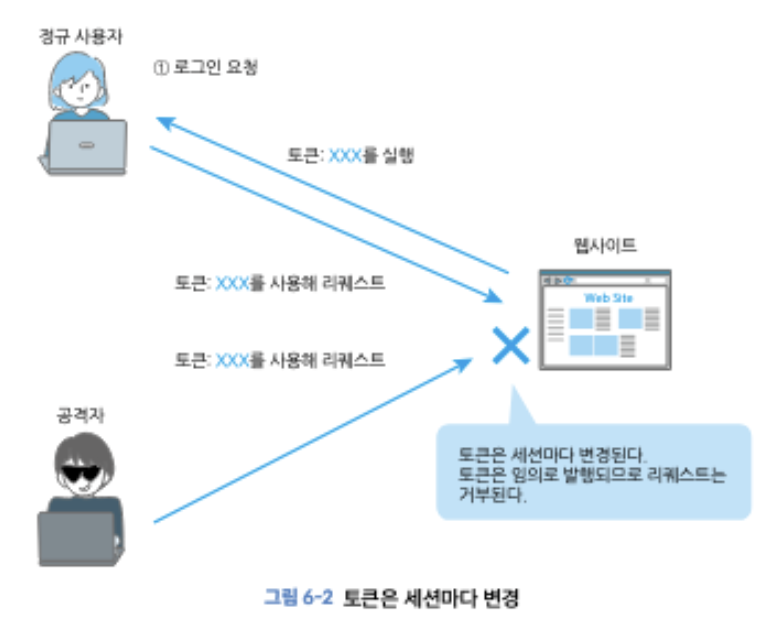 정규 사용자
① 로그인 요청
토큰: XXX를 실행
웹사이트
Web Site
토큰: XXX를 사용해 리퀘스트
토큰: XXX를 사용해 리퀘스트
공격자
토큰은 세션마다 변경된다.
토큰은 임의로 발행되므로 리퀘스트는
거부된다.
그림 6-2 토큰은 세션마다 변경